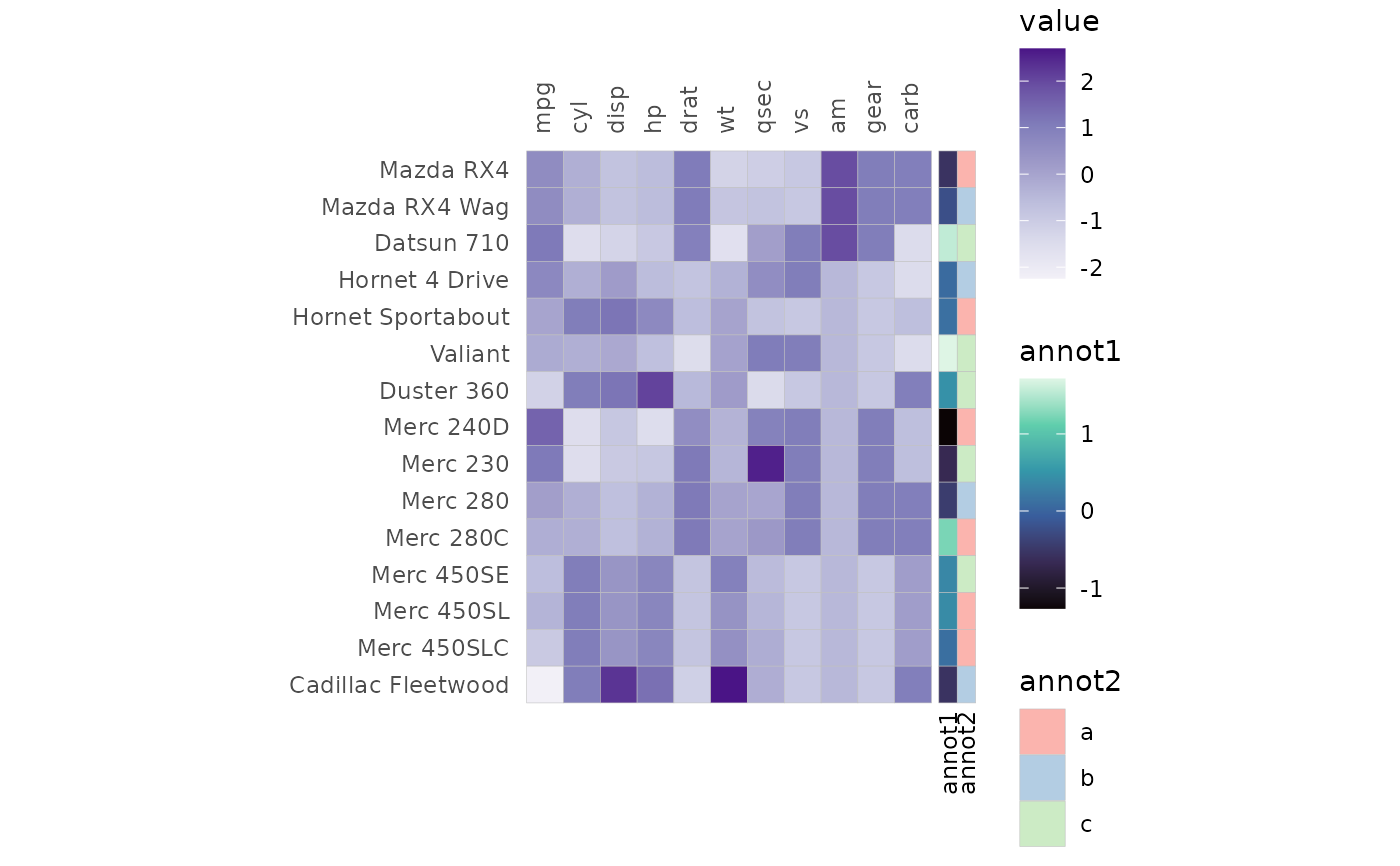 mpg cyl disp hp drat wt qsec vs am gear carb
Mazda RX4
Mazda RX4 Wag
Datsun 710
Hornet 4 Drive
Hornet Sportabout
Valiant
Duster 360
Merc 240D
Merc 230
Merc 280
Merc 280C
Merc 450SE
Merc 450SL
Merc 450SLC
Cadillac Fleetwood
annot1
annot2
value
2
1
0
-1
-2
annot1
1
0
-1
annot2
a
b
c